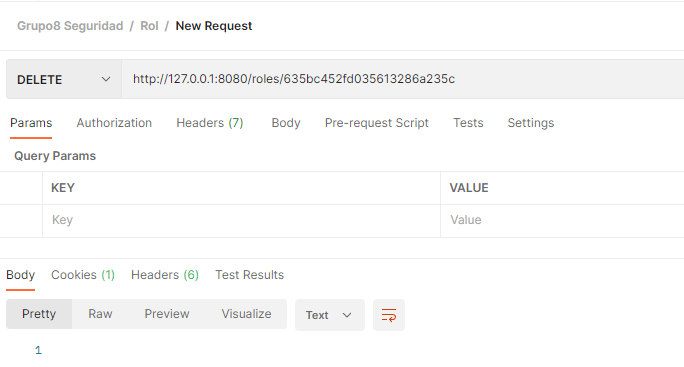 Grupo8 Seguridad / Rol / New Request
DELETE http://127.0.0.1:8080/roles/635bc452fd035613286a235c
Params Authorization Headers (7) Body Pre-request Script Tests Settings
Query Params
KEY VALUE
Key Value
Body Cookies (1) Headers (6) Test Results
Pretty Raw Preview Visualize Text
1